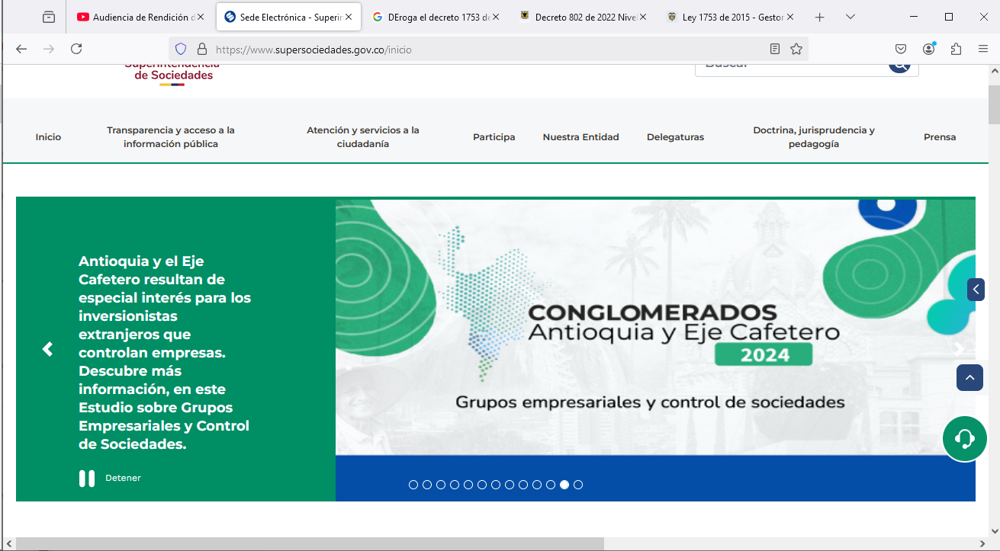 Audiencia de Rendición d
Sede Electrónica - Superin
DEroga el decreto 1753 de
Decreto 802 de 2022 Nivel
Ley 1753 de 2015 - Gestor
https://www.supersociedades.gov.co/inicio
Superintendencia
de Sociedades
Buscar
Inicio
Transparencia y acceso a la
información pública
Atención y servicios a la
ciudadanía
Participa
Nuestra Entidad
Delegaturas
Doctrina, jurisprudencia y
pedagogía
Prensa
Antioquia y el Eje
Cafetero resultan de
especial interés para los
inversionistas
extranjeros que
controlan empresas.
Descubre más
información, en este
Estudio sobre Grupos
Empresariales y Control
de Sociedades.
Detener
CONGLOMERADOS
Antioquia y Eje Cafetero
2024
Grupos empresariales y control de sociedades